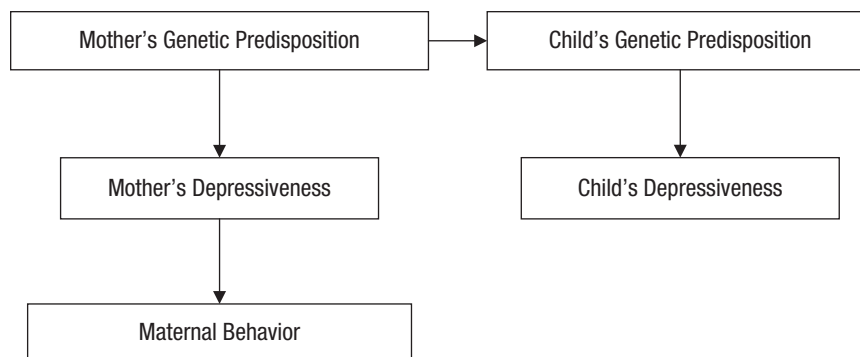 Mother’s Genetic Predisposition
Child’s Genetic Predisposition
Mother’s Depressiveness
Child’s Depressiveness
Maternal Behavior